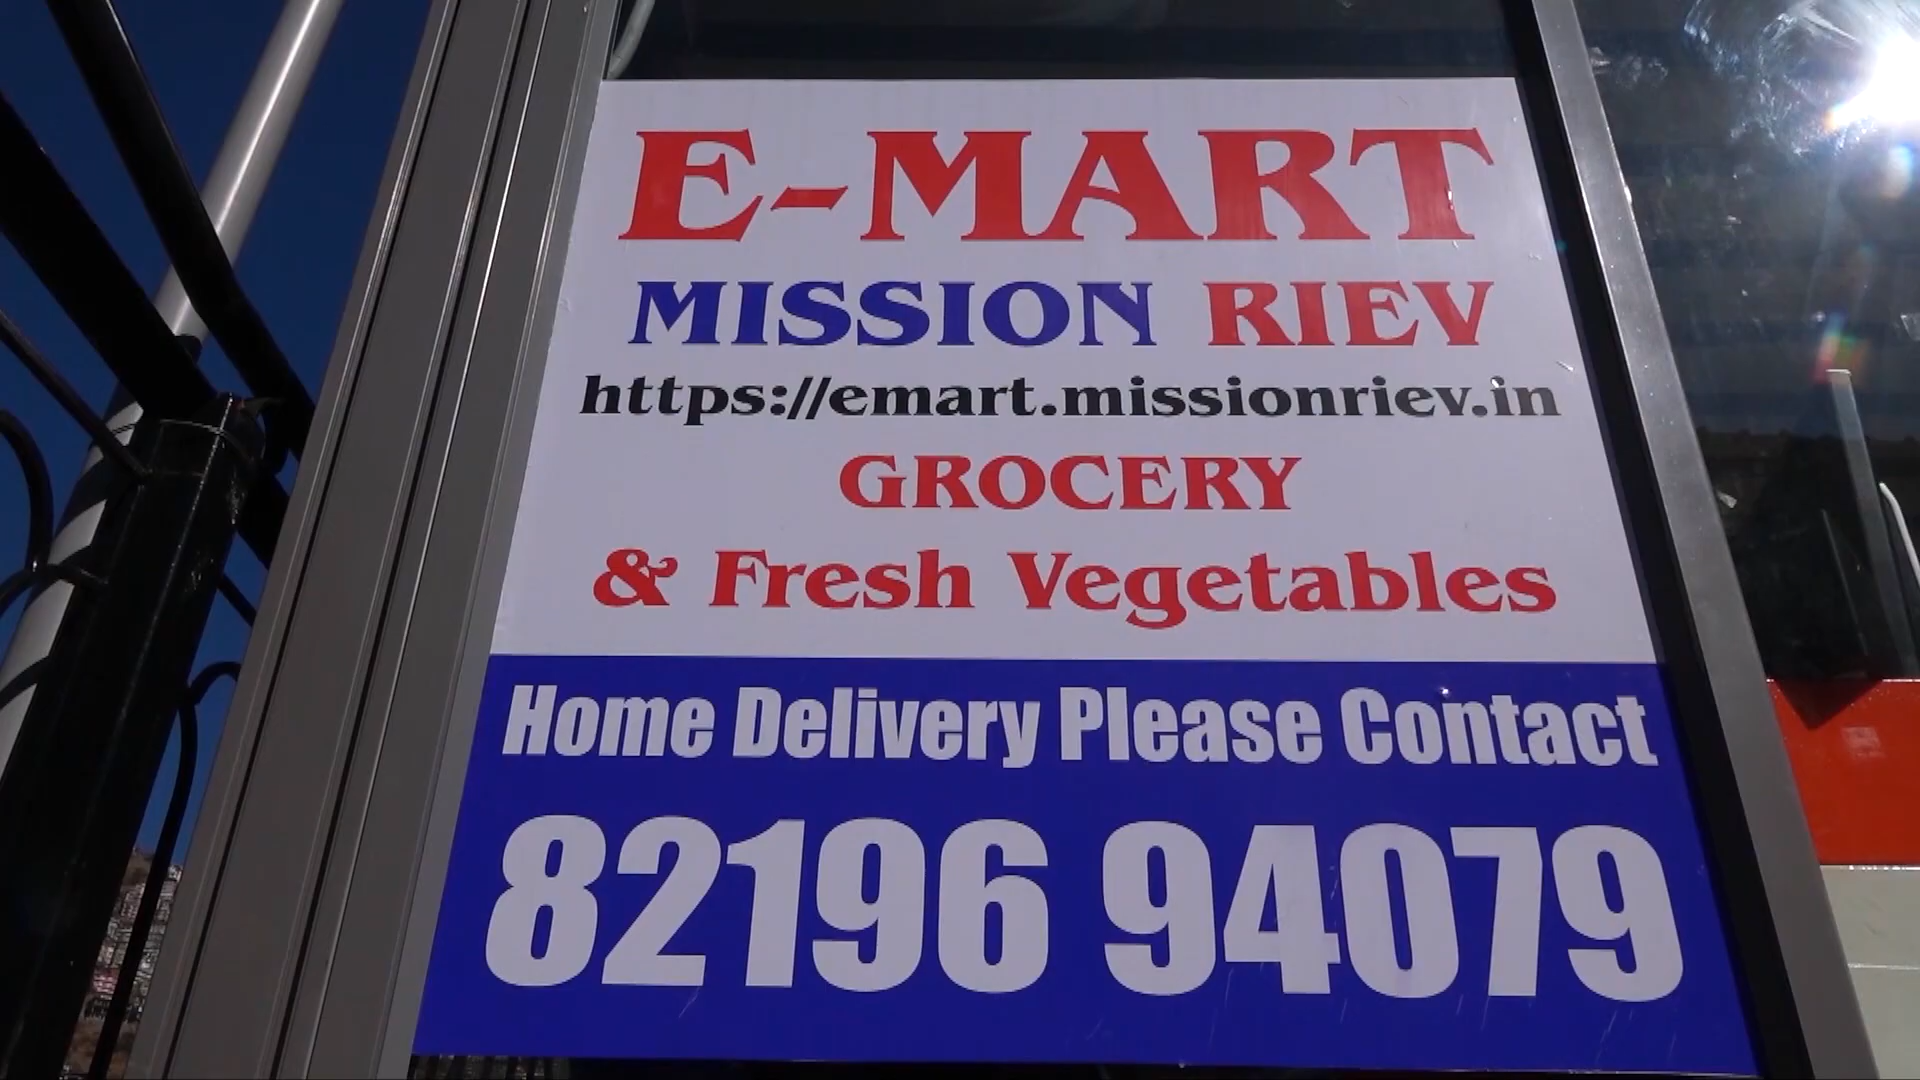 E-MART
MISSION RIEV
https://emart.missionriev.in
GROCERY
& Fresh Vegetables
Home Delivery Please Contact
82196 94079